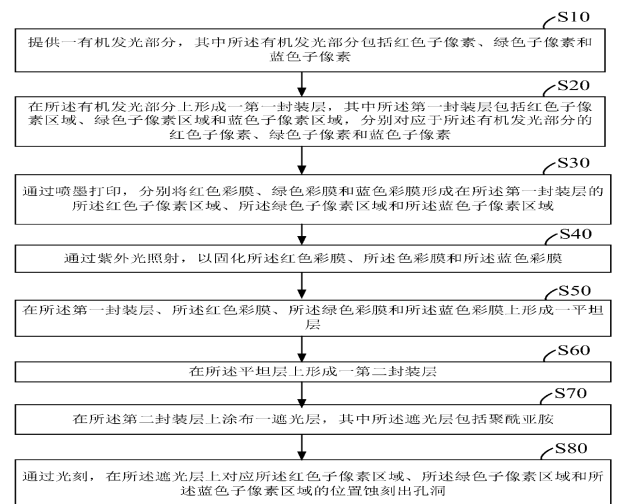 S10
提供一有机发光部分，其中所述有机发光部分包括红色子像素、绿色子像素和
蓝色子像素
S20
在所述有机发光部分上形成一第一封装层，其中所述第一封装层包括红色子像
素区域、绿色子像素区域和蓝色子像素区域，分别对应于所述有机发光部分的
红色子像素、绿色子像素和蓝色子像素
S30
通过喷墨打印，分别将红色彩膜、绿色彩膜和蓝色彩膜形成在所述第一封装层的
所述红色子像素区域、所述绿色子像素区域和所述蓝色子像素区域
S40
通过紫外光照射，以固化所述红色彩膜、所述色彩膜和所述蓝色彩膜
S50
在所述第一封装层、所述红色彩膜、所述绿色彩膜和所述蓝色彩膜上形成一平坦
层
S60
在所述平坦层上形成一第二封装层
S70
在所述第二封装层上涂布一遮光层，其中所述遮光层包括聚酰亚胺
S80
通过光刻，在所述遮光层上对应所述红色子像素区域、所述绿色子像素区域和所
述蓝色子像素区域的位置蚀刻出孔洞